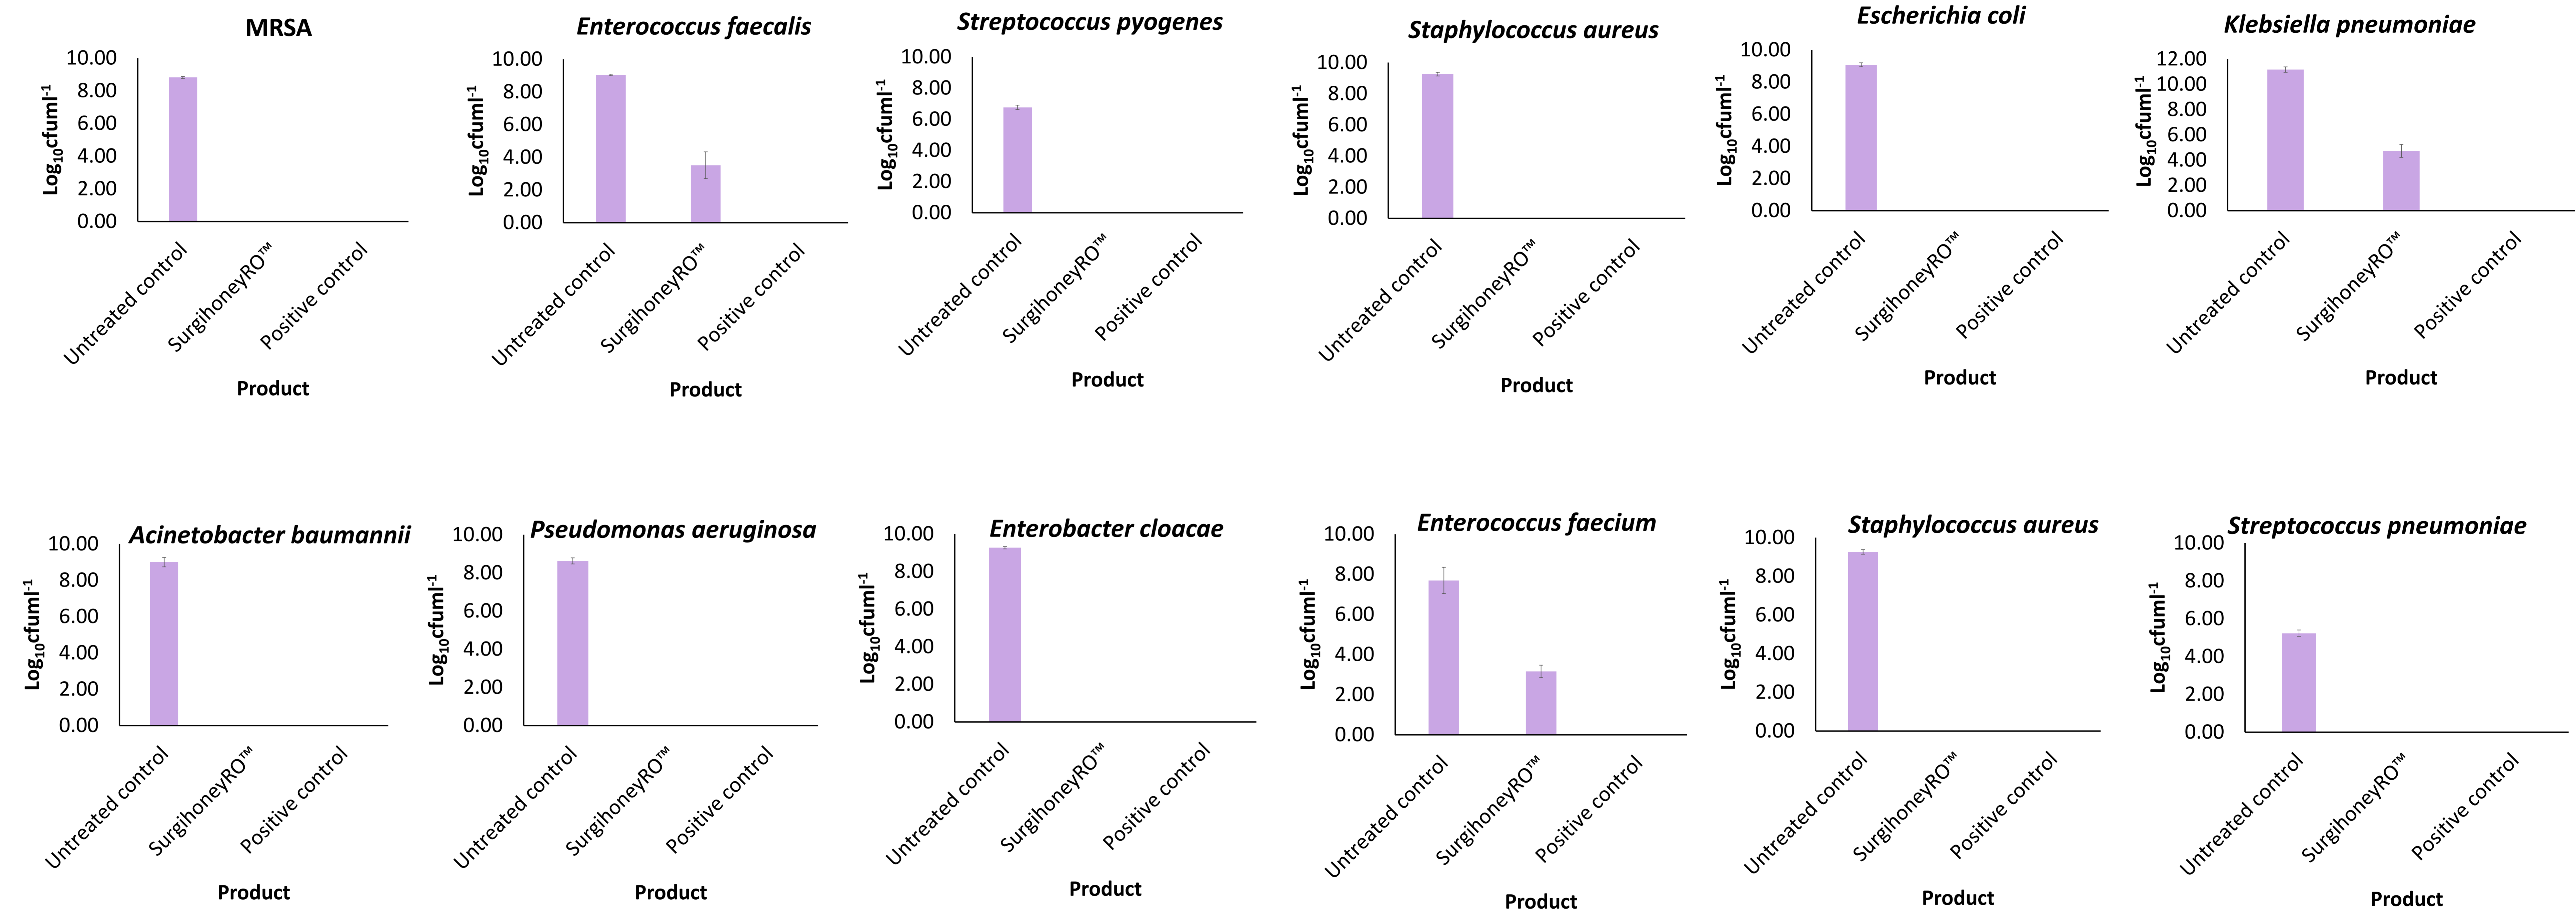 MRSA
Log10cfuml-1
10.00
8.00
6.00
4.00
2.00
0.00
Untreated control
SurgihoneyRO™
Positive control
Product
Enterococcus faecalis
Log10cfuml-1
10.00
8.00
6.00
4.00
2.00
0.00
Untreated control
SurgihoneyRO™
Positive control
Product
Streptococcus pyogenes
Log10cfuml-1
10.00
8.00
6.00
4.00
2.00
0.00
Untreated control
SurgihoneyRO™
Positive control
Product
Staphylococcus aureus
Log10cfuml-1
10.00
8.00
6.00
4.00
2.00
0.00
Untreated control
SurgihoneyRO™
Positive control
Product
Escherichia coli
Log10cfuml-1
10.00
8.00
6.00
4.00
2.00
0.00
Untreated control
SurgihoneyRO™
Positive control
Product
Klebsiella pneumoniae
Log10cfuml-1
12.00
10.00
8.00
6.00
4.00
2.00
0.00
Untreated control
SurgihoneyRO™
Positive control
Product
Acinetobacter baumannii
Log10cfuml-1
10.00
8.00
6.00
4.00
2.00
0.00
Untreated control
SurgihoneyRO™
Positive control
Product
Pseudomonas aeruginosa
Log10cfuml-1
10.00
8.00
6.00
4.00
2.00
0.00
Untreated control
SurgihoneyRO™
Positive control
Product
Enterobacter cloacae
Log10cfuml-1
10.00
8.00
6.00
4.00
2.00
0.00
Untreated control
SurgihoneyRO™
Positive control
Product
Enterococcus faecium
Log10cfuml-1
10.00
8.00
6.00
4.00
2.00
0.00
Untreated control
SurgihoneyRO™
Positive control
Product
Staphylococcus aureus
Log10cfuml-1
10.00
8.00
6.00
4.00
2.00
0.00
Untreated control
SurgihoneyRO™
Positive control
Product
Streptococcus pneumoniae
Log10cfuml-1
10.00
8.00
6.00
4.00
2.00
0.00
Untreated control
SurgihoneyRO™
Positive control
Product